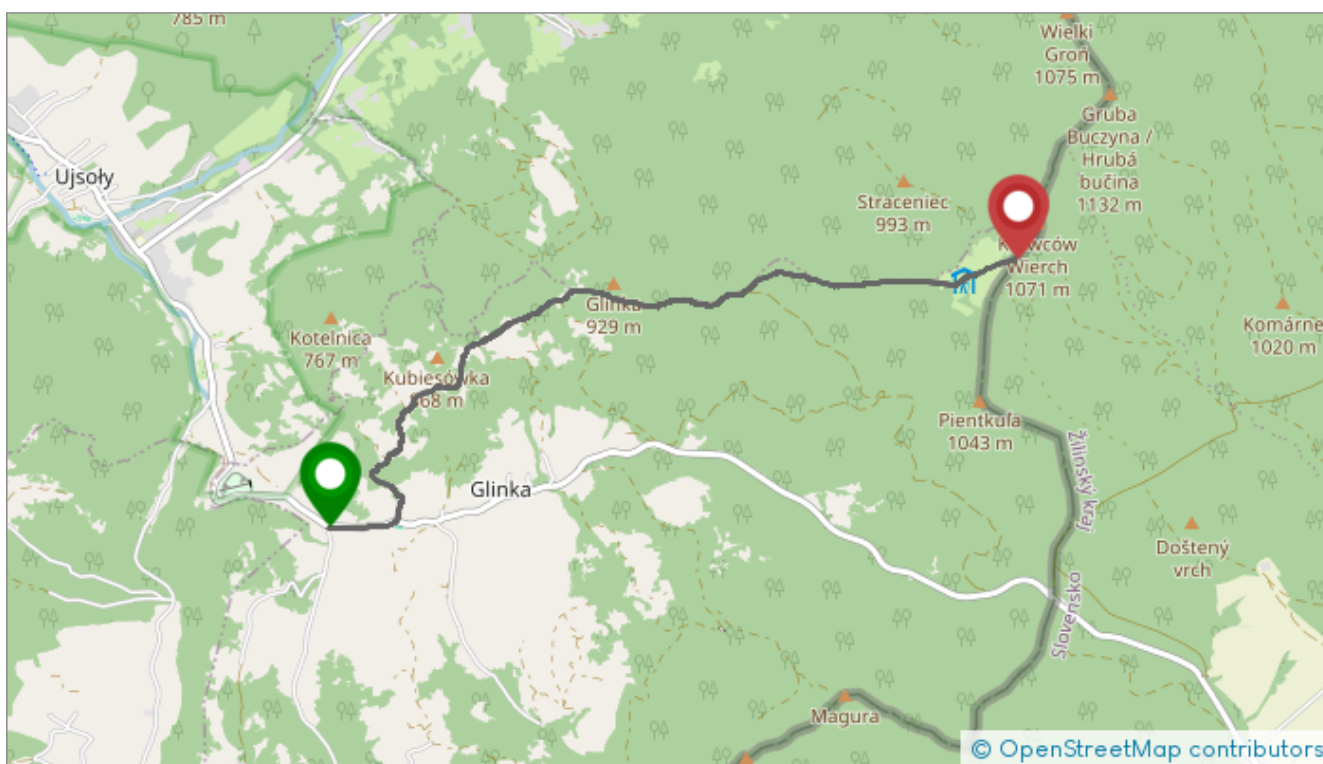 785 m
Wielki
Groń
1075 m
Gruba
Buczyna /
Hrubá
bučina
1132 m
Ujsoły
Straceniec
993 m
Wierch
1071 m
Glinka
929 m
Kotelnica
767 m
Komárne
1020 m
Kubiesówka
68 m
Pientkula
1043 m
Žilinský kraj
Glinka
Doštený
vrch
Slovensko
Magura
© OpenStreetMap contributors